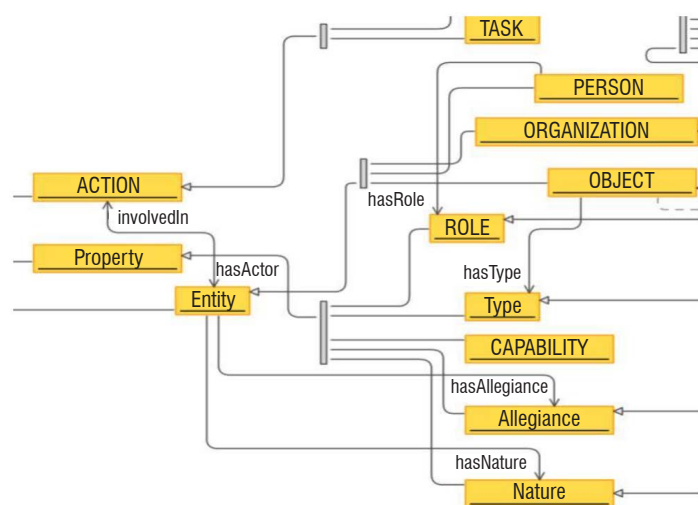 TASK
PERSON
ORGANIZATION
ACTION
OBJECT
involvedIn
hasRole
ROLE
Property
hasActor
hasType
Entity
Type
CAPABILITY
hasAllegiance
Allegiance
hasNature
Nature